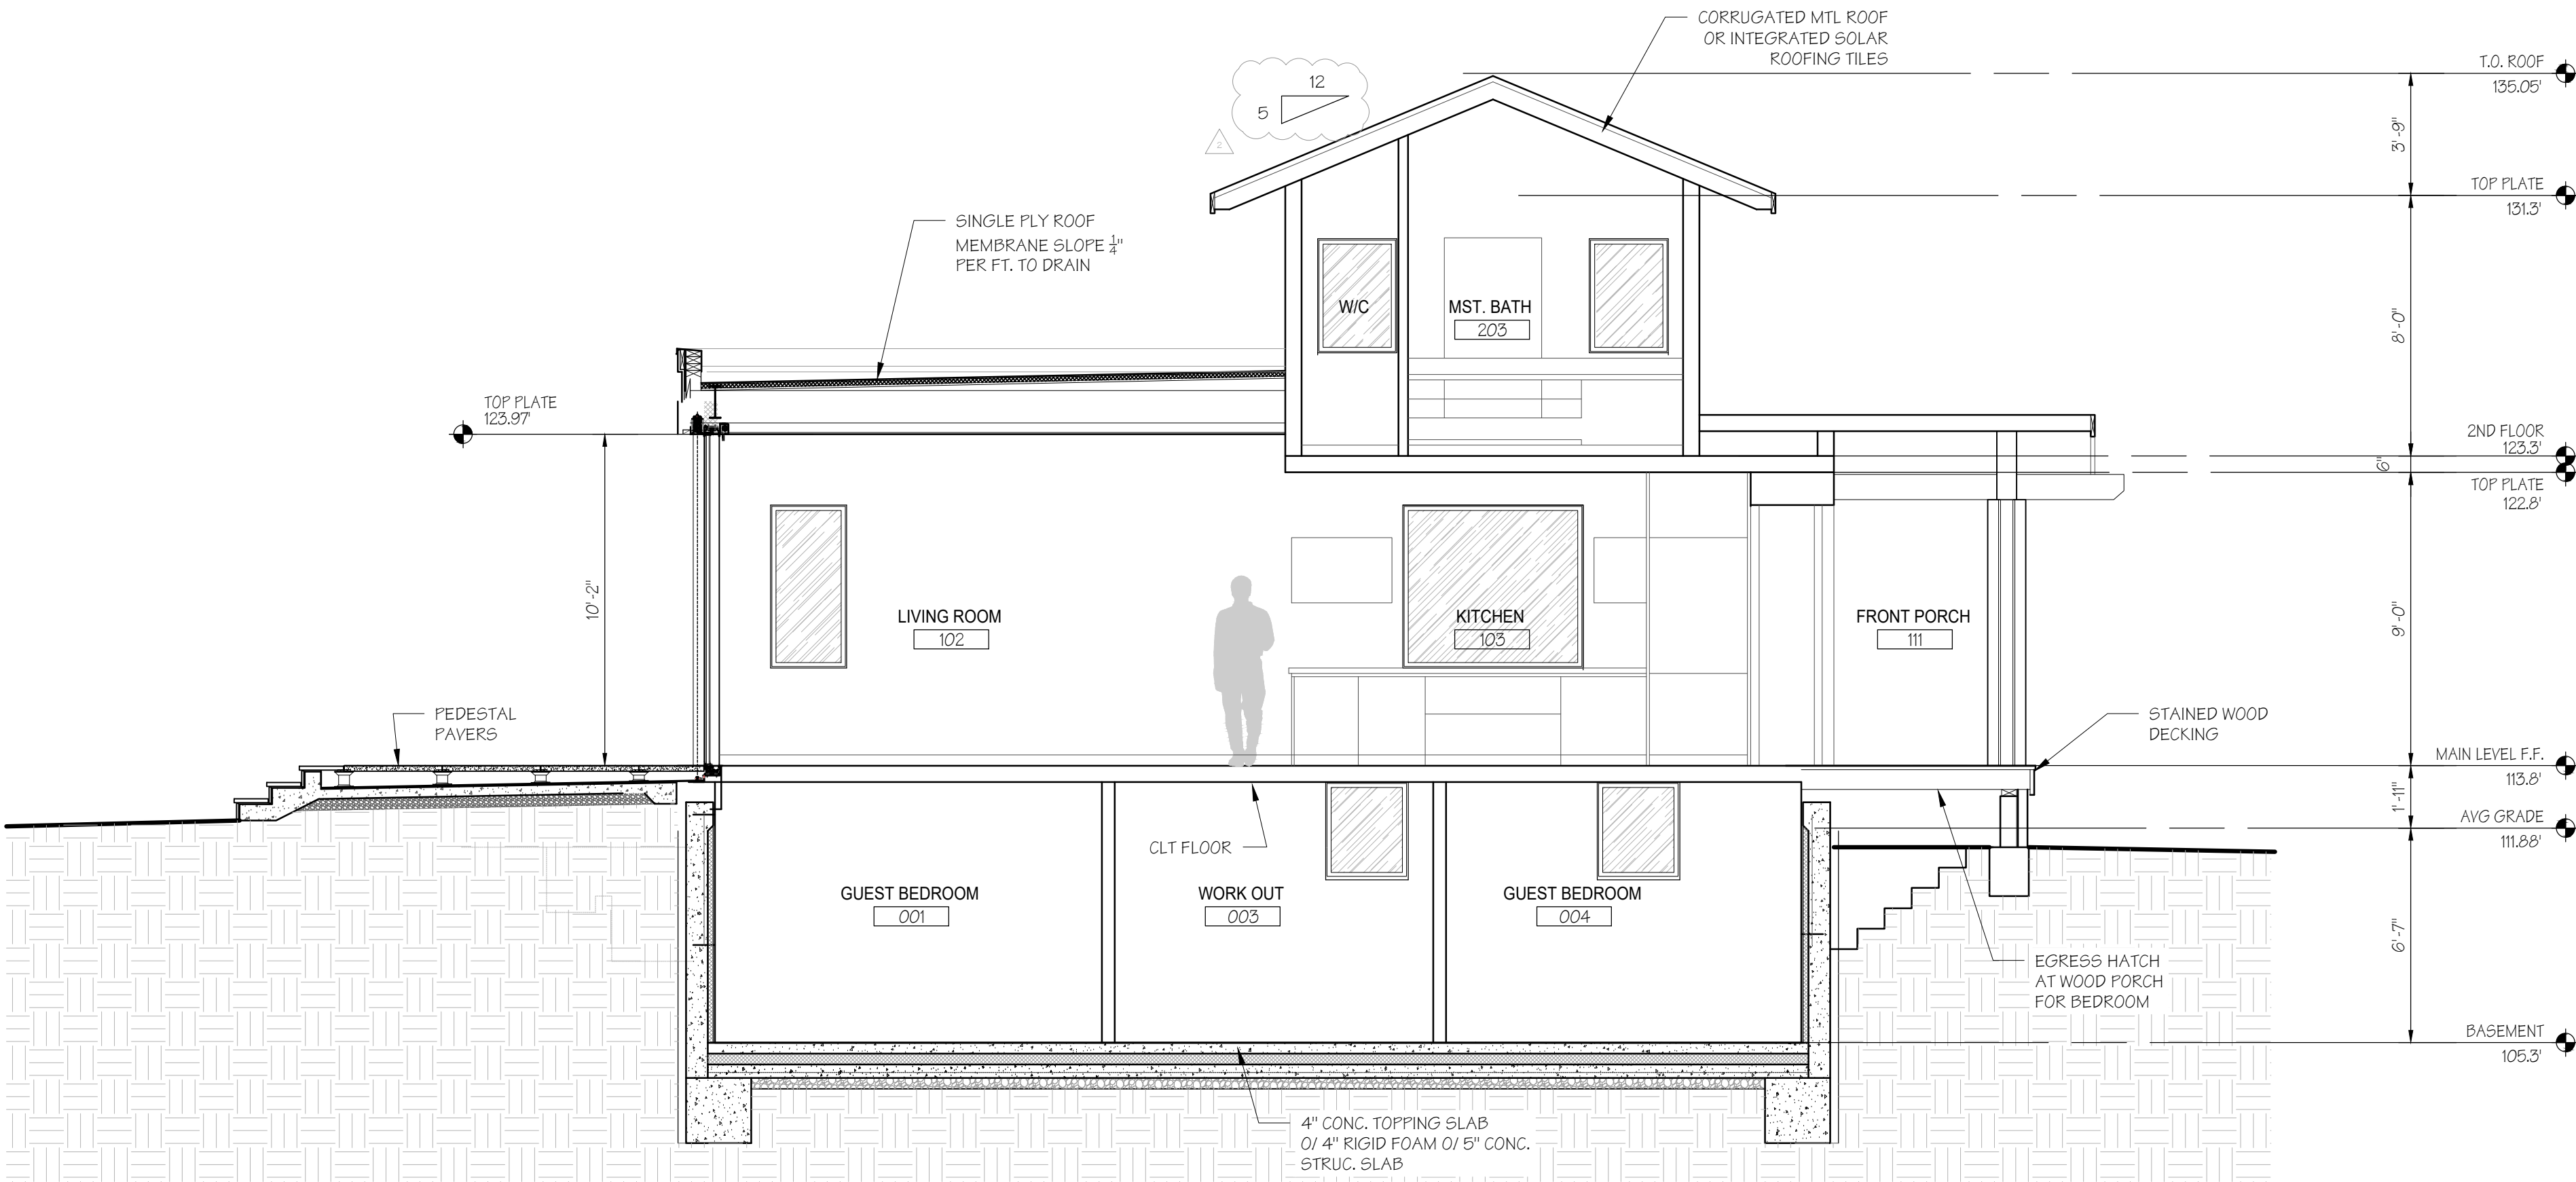 CORRUGATED MTL ROOF
OR INTEGRATED SOLAR
ROOFING TILES
T.O. ROOF
135.05'
12
5
2
3'-9"
TOP PLATE
131.3'
SINGLE PLY ROOF
MEMBRANE SLOPE 1/4"
PER FT. TO DRAIN
W/C
MST. BATH
203
8'-0"
TOP PLATE
123.97'
2ND FLOOR
123.3'
6"
TOP PLATE
122.8'
10'-2"
LIVING ROOM
102
KITCHEN
103
FRONT PORCH
111
9'-0"
PEDESTAL
PAVERS
STAINED WOOD
DECKING
MAIN LEVEL F.F.
113.8'
1'-11"
AVG GRADE
111.88'
CLT FLOOR
GUEST BEDROOM
001
WORK OUT
003
GUEST BEDROOM
004
6'-7"
EGRESS HATCH
AT WOOD PORCH
FOR BEDROOM
BASEMENT
105.3'
4" CONC. TOPPING SLAB
O/ 4" RIGID FOAM O/ 5" CONC.
STRUC. SLAB